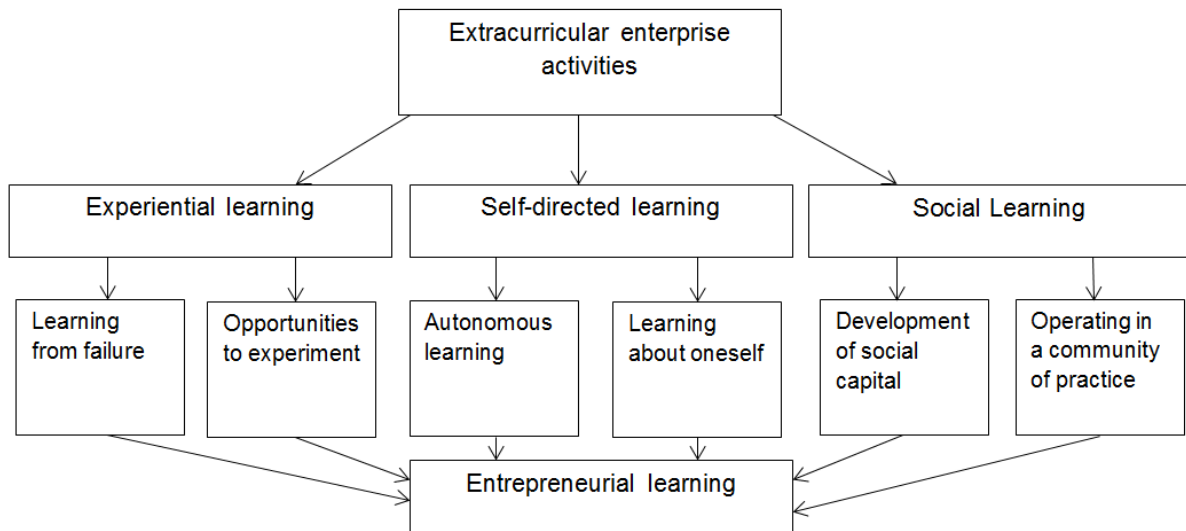 Extracurricular enterprise
activities
Experiential learning
Self-directed learning
Social Learning
Learning
from failure
Opportunities
to experiment
Autonomous
learning
Learning
about oneself
Development
of social
capital
Operating in
a community
of practice
Entrepreneurial learning